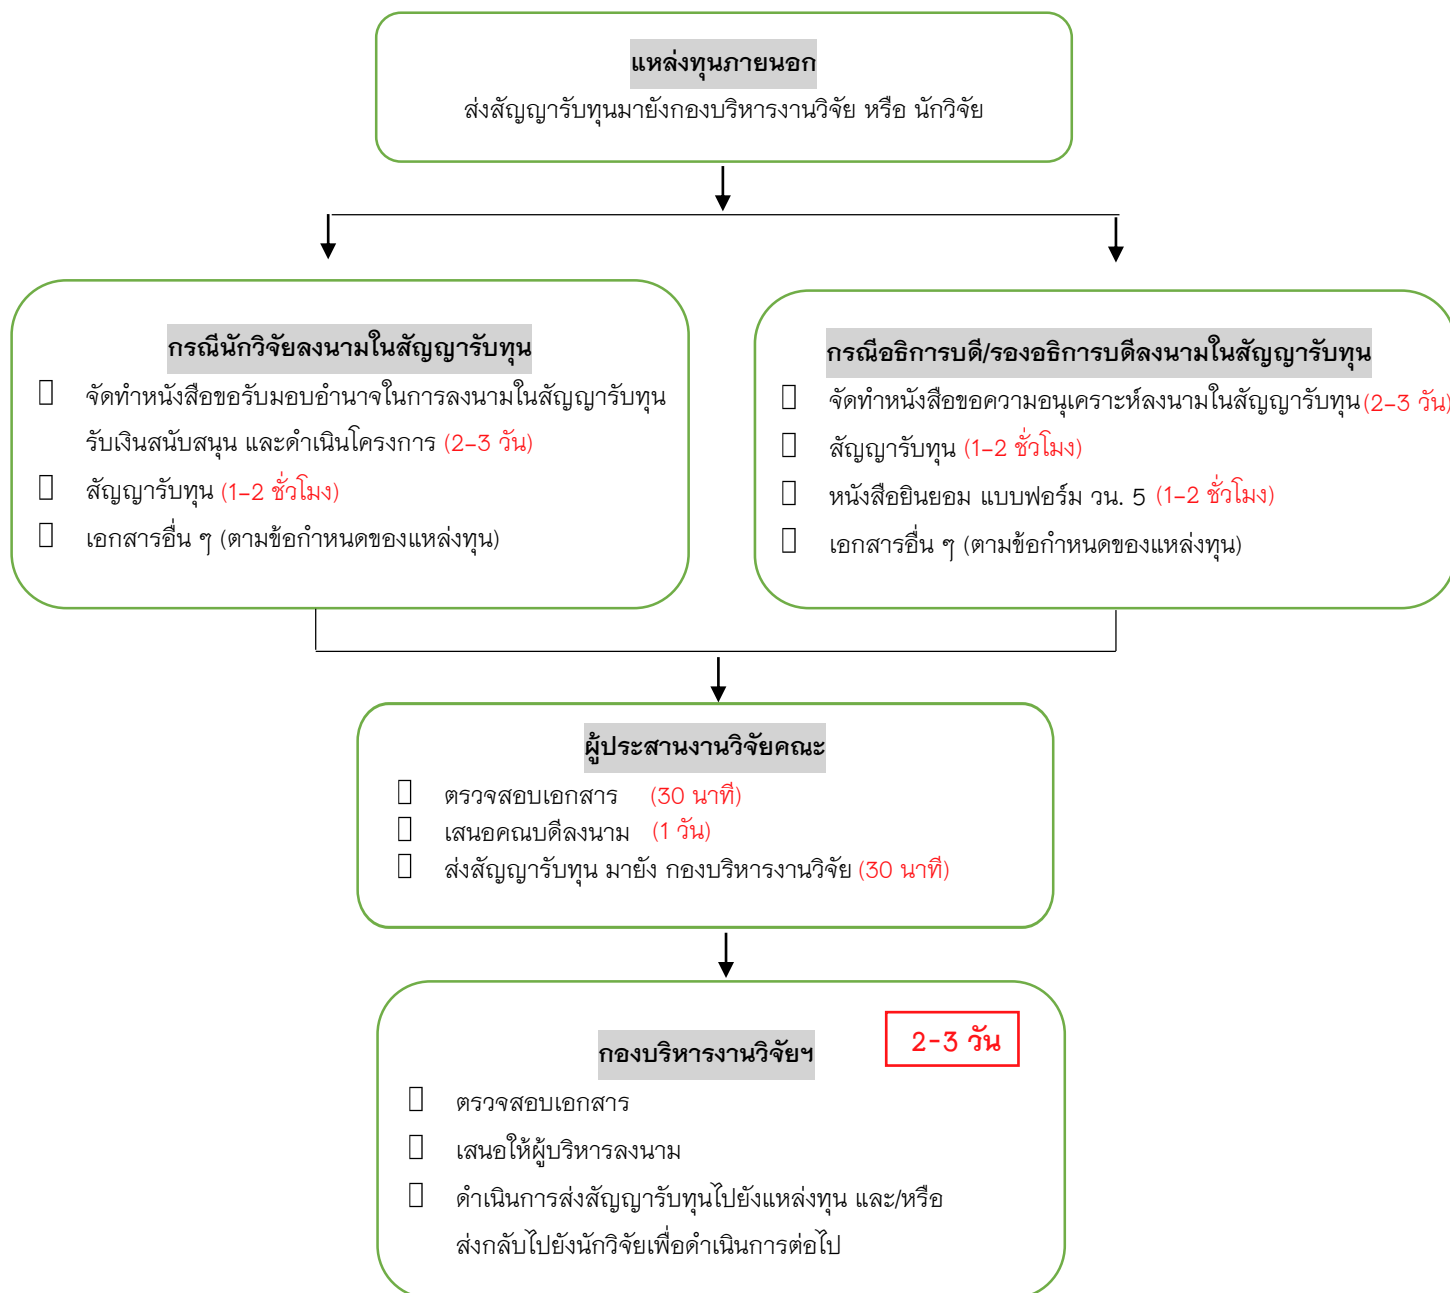 แหล่งทุนภายนอก
ส่งสัญญารับทุนมายังกองบริหารงานวิจัย หรือ นักวิจัย
กรณีนักวิจัยลงนามในสัญญารับทุน
จัดทำหนังสือขอรับมอบอำนาจในการลงนามในสัญญารับทุน
รับเงินสนับสนุน และดำเนินโครงการ (2-3 วัน)
สัญญารับทุน (1-2 ชั่วโมง)
เอกสารอื่น ๆ (ตามข้อกำหนดของแหล่งทุน)
กรณีอธิการบดี/รองอธิการบดีลงนามในสัญญารับทุน
จัดทำหนังสือขอความอนุเคราะห์ลงนามในสัญญารับทุน (2-3 วัน)
สัญญารับทุน (1-2 ชั่วโมง)
หนังสือยินยอม แบบฟอร์ม วน. 5 (1-2 ชั่วโมง)
เอกสารอื่น ๆ (ตามข้อกำหนดของแหล่งทุน)
ผู้ประสานงานวิจัยคณะ
ตรวจสอบเอกสาร (30 นาที)
เสนอคณบดีลงนาม (1 วัน)
ส่งสัญญารับทุน มายัง กองบริหารงานวิจัย (30 นาที)
2-3 วัน
กองบริหารงานวิจัยฯ
ตรวจสอบเอกสาร
เสนอให้ผู้บริหารลงนาม
ดำเนินการส่งสัญญารับทุนไปยังแหล่งทุน และ/หรือ
ส่งกลับไปยังนักวิจัยเพื่อดำเนินการต่อไป